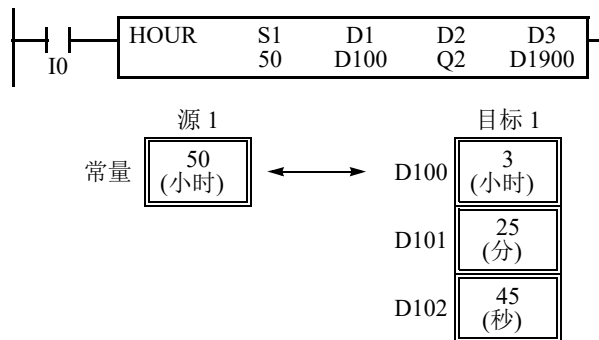 HOUR S1 D1 D2 D3
I0 50 D100 Q2 D1900
源 1 目标 1
常量 50 D100 3
(小时) (小时)
D101 25
(分)
D102 45
(秒)